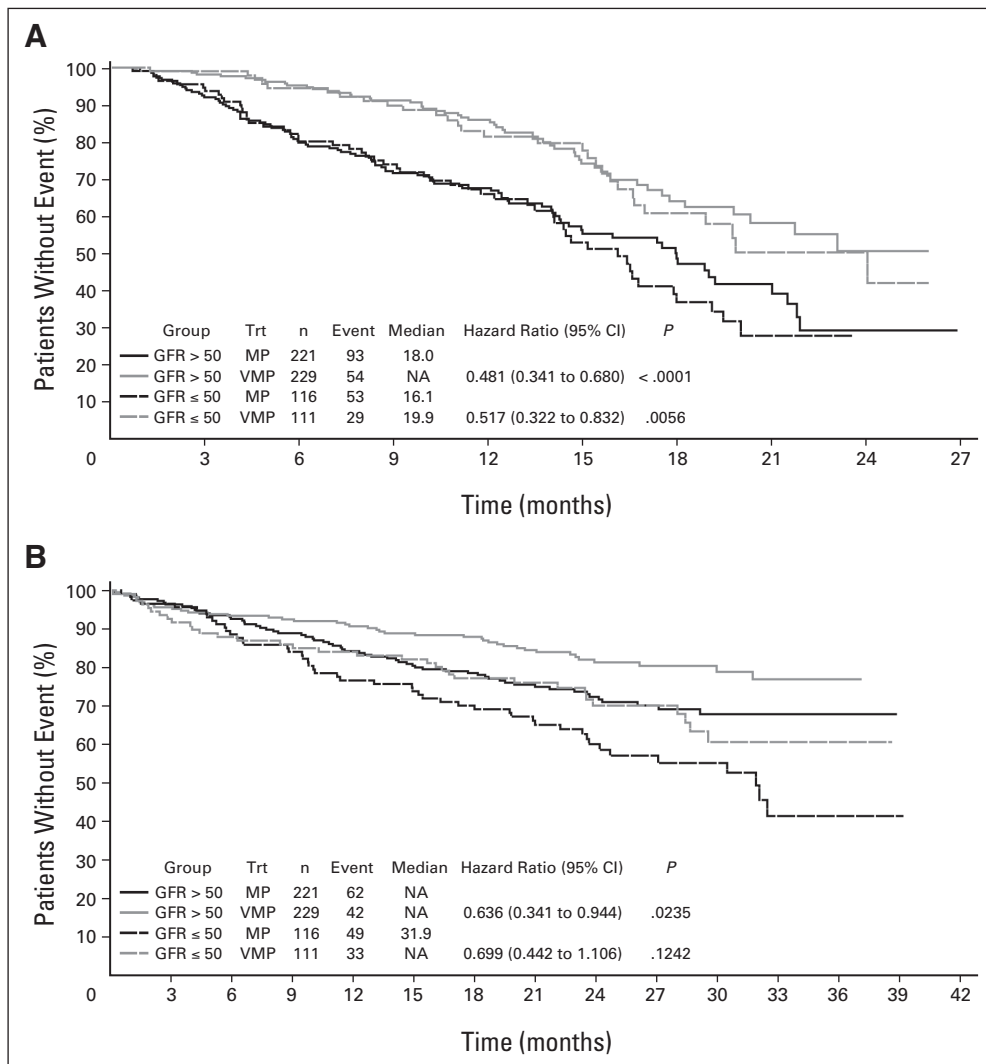 A
Patients Without Event (%)
100
90
80
70
60
50
40
30
20
10
0
3 6 9 12 15 18 21 24 27
Time (months)
Group Trt n Event Median Hazard Ratio (95% CI) P
GFR > 50 MP 221 93 18.0
GFR > 50 VMP 229 54 NA 0.481 (0.341 to 0.680) < .0001
GFR ≤ 50 MP 116 53 16.1
GFR ≤ 50 VMP 111 29 19.9 0.517 (0.322 to 0.832) .0056
B
Patients Without Event (%)
100
90
80
70
60
50
40
30
20
10
0
3 6 9 12 15 18 21 24 27 30 33 36 39 42
Time (months)
Group Trt n Event Median Hazard Ratio (95% CI) P
GFR > 50 MP 221 62 NA
GFR > 50 VMP 229 42 NA 0.636 (0.341 to 0.944) .0235
GFR ≤ 50 MP 116 49 31.9
GFR ≤ 50 VMP 111 33 NA 0.699 (0.442 to 1.106) .1242